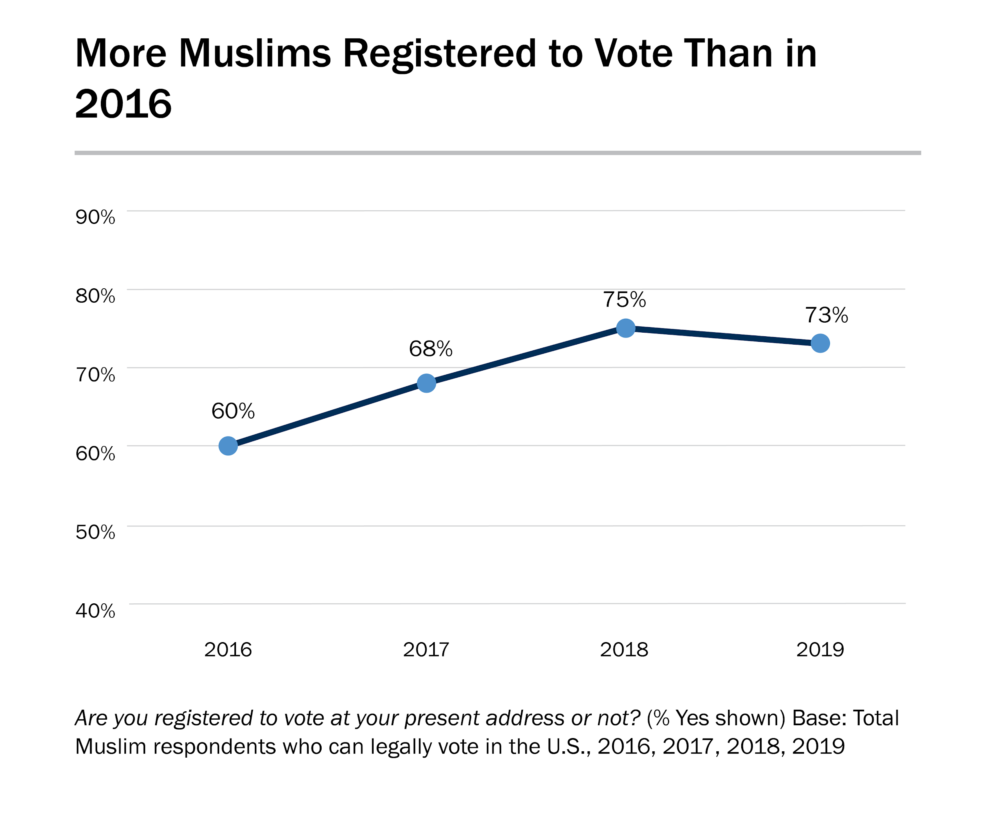 More Muslims Registered to Vote Than in
2016
90%
80%
75%
73%
68%
70%
60%
60%
50%
40%
2016 2017 2018 2019
Are you registered to vote at your present address or not? (% Yes shown) Base: Total
Muslim respondents who can legally vote in the U.S., 2016, 2017, 2018, 2019